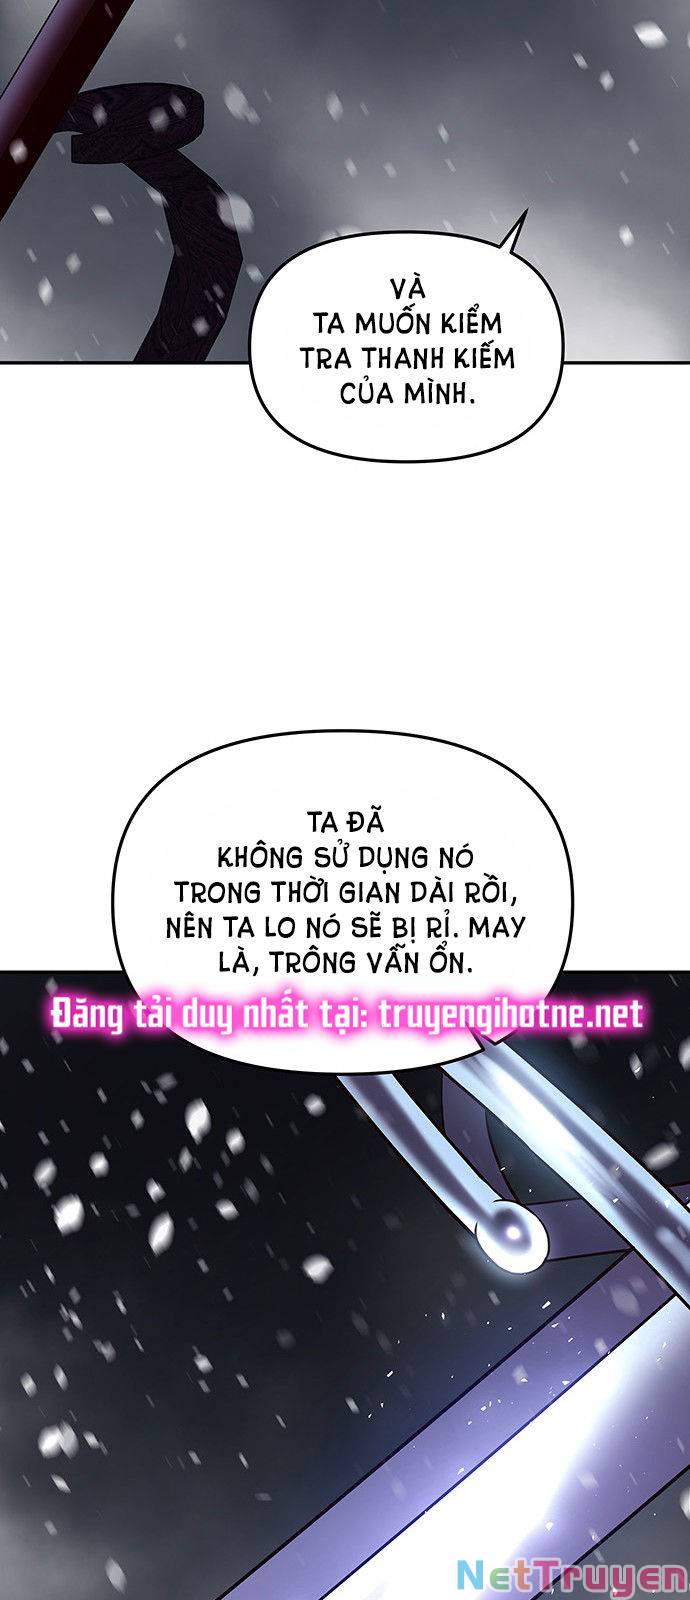 VÀ
TA MUỐN KIỂM
TRA THANH KIẾM
CỦA MÌNH.
TA ĐÃ
KHÔNG SỬ DỤNG NÓ
TRONG THỜI GIAN DÀI RỒI,
NÊN TA LO NÓ SẼ BỊ RỈ. MAY
LÀ, TRÔNG VẪN ỔN.
Đăng tải duy nhất tại: truyengihotne.net
NetTruyen